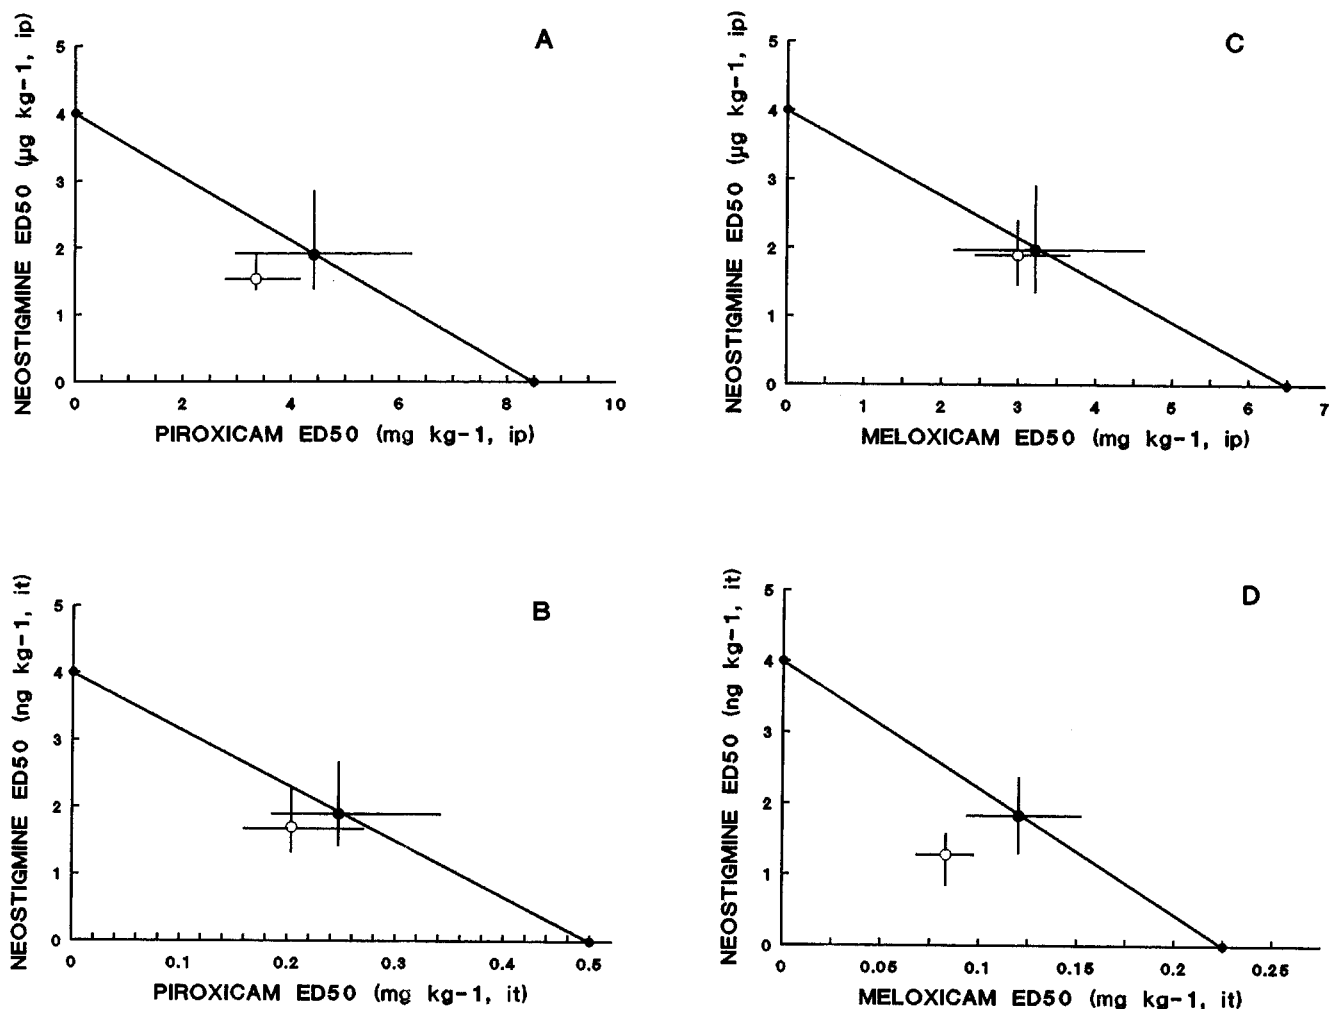 A
NEOSTIGMINE ED50 (µg kg-1, ip)
5
4
3
2
1
0
0 2 4 6 8 10
PIROXICAM ED50 (mg kg-1, ip)
C
NEOSTIGMINE ED50 (µg kg-1, ip)
5
4
3
2
1
0
0 1 2 3 4 5 6 7
MELOXICAM ED50 (mg kg-1, ip)
B
NEOSTIGMINE ED50 (ng kg-1, it)
5
4
3
2
1
0
0 0.1 0.2 0.3 0.4 0.5
PIROXICAM ED50 (mg kg-1, it)
D
NEOSTIGMINE ED50 (ng kg-1, it)
5
4
3
2
1
0
0 0.05 0.1 0.15 0.2 0.25
MELOXICAM ED50 (mg kg-1, it)